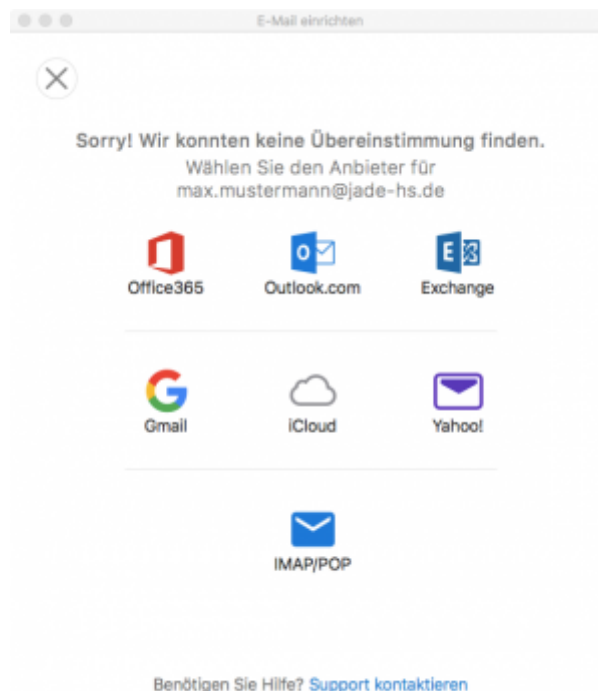 E-Mail einrichten
Sorry! Wir konnten keine Übereinstimmung finden.
Wählen Sie den Anbieter für
max.mustermann@jade-hs.de
Office365 Outlook.com Exchange
Gmail iCloud Yahoo!
IMAP/POP
Benötigen Sie Hilfe? Support kontaktieren